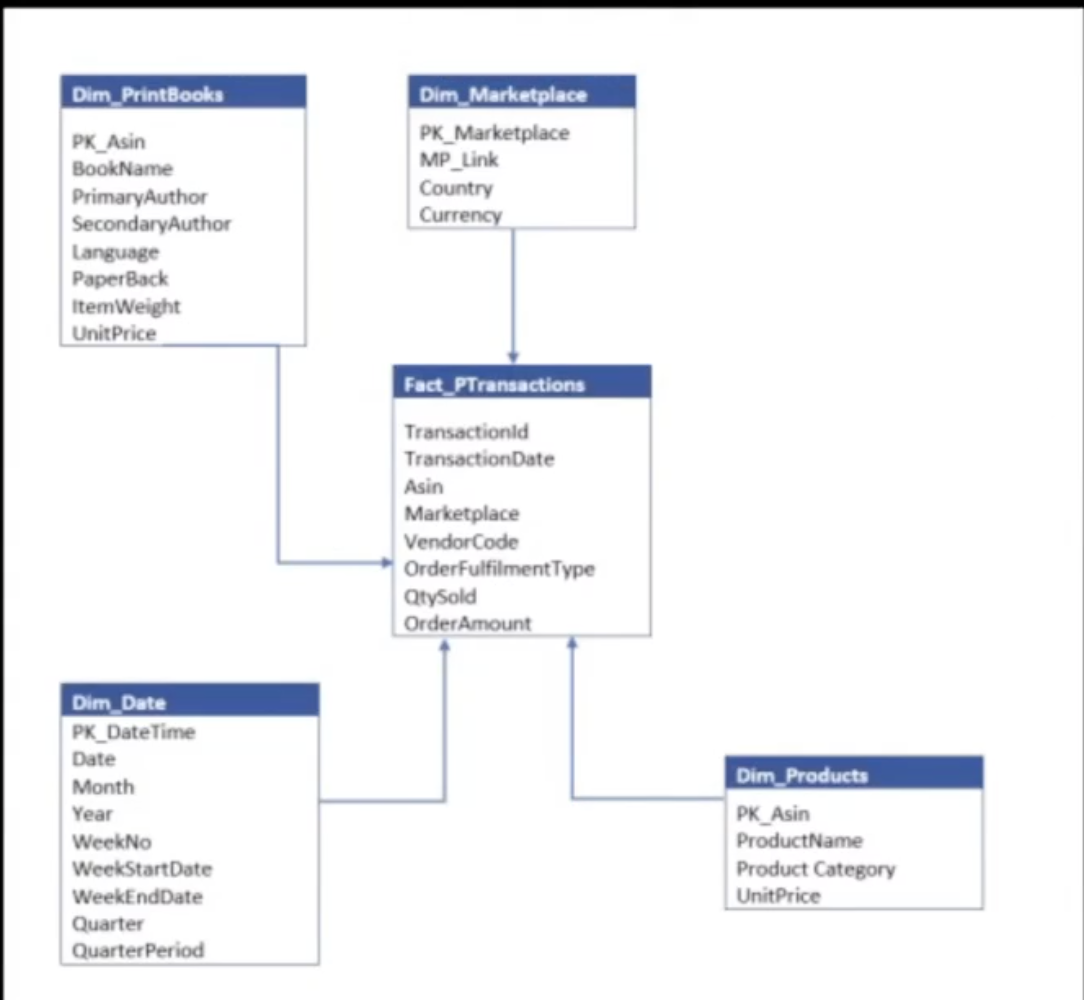 Dim_PrintBooks
PK_Asin
BookName
PrimaryAuthor
SecondaryAuthor
Language
PaperBack
ItemWeight
UnitPrice
Dim_Marketplace
PK_Marketplace
MP_Link
Country
Currency
Fact_PTransactions
TransactionId
TransactionDate
Asin
Marketplace
VendorCode
OrderFulfilmentType
QtySold
OrderAmount
Dim_Date
PK_DateTime
Date
Month
Year
WeekNo
WeekStartDate
WeekEndDate
Quarter
QuarterPeriod
Dim_Products
PK_Asin
ProductName
Product Category
UnitPrice